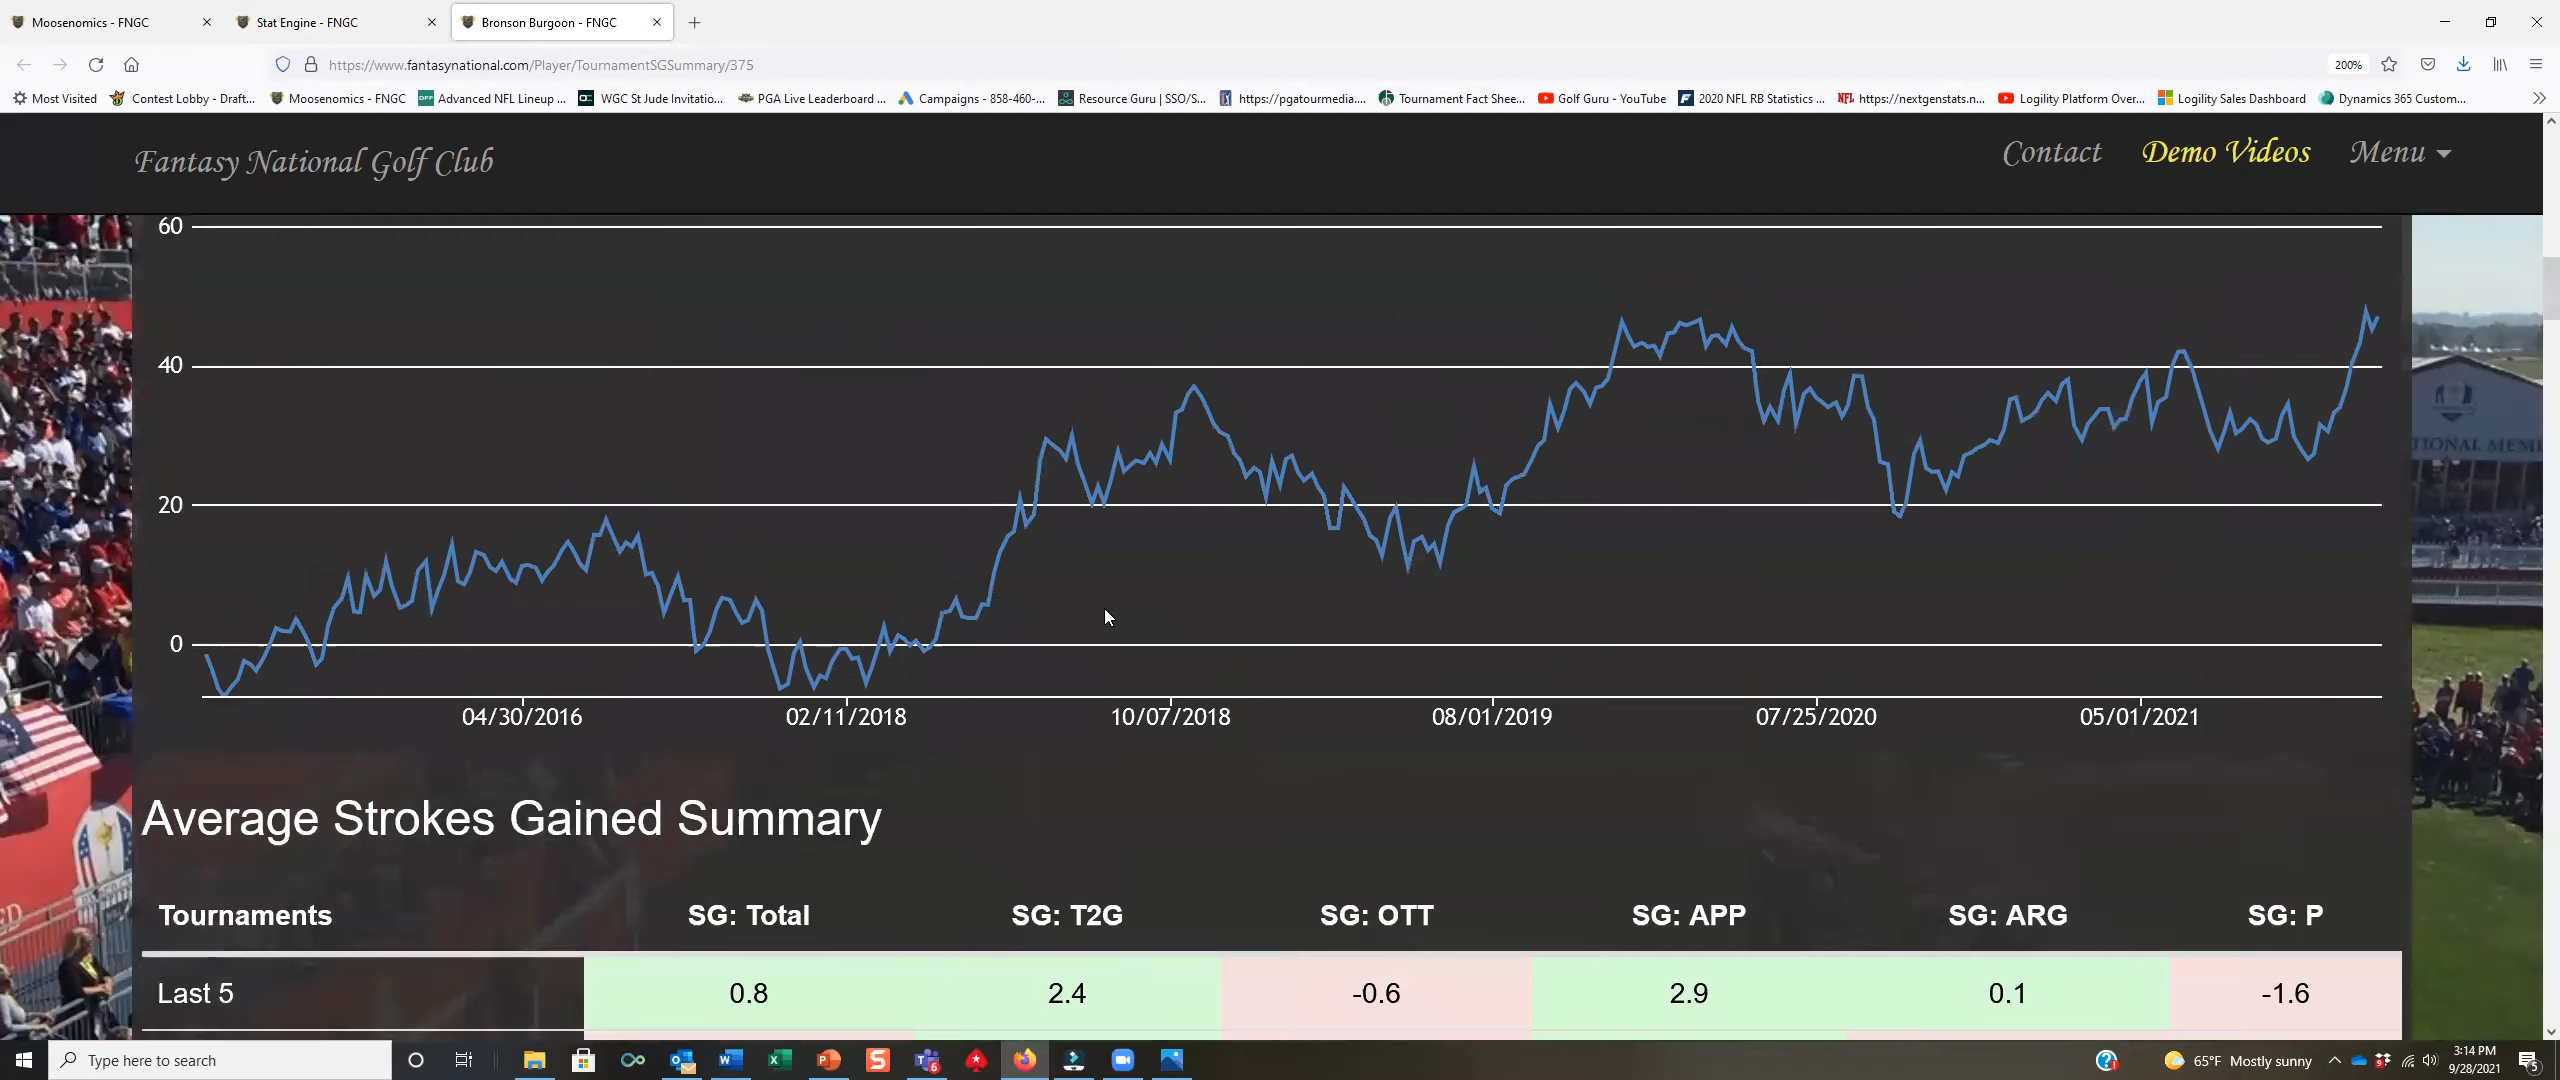 Moosenomics - FNGC
Stat Engine - FNGC
Bronson Burgoon - FNGC
https://www.fantasynational.com/Player/TournamentSGSummary/375
200%
Most Visited
Contest Lobby - Draft...
Moosenomics - FNGC
Advanced NFL Lineup ...
WGC St Jude Invitatio...
PGA Live Leaderboard ...
Campaigns - 858-460-...
Resource Guru | SSO/S...
https://pgatourmedia....
Tournament Fact Shee...
Golf Guru - YouTube
2020 NFL RB Statistics ...
https://nextgenstats.n...
Logility Platform Over...
Logility Sales Dashboard
Dynamics 365 Custom...
Fantasy National Golf Club
Contact Demo Videos Menu
60
40
20
0
04/30/2016 02/11/2018 10/07/2018 08/01/2019 07/25/2020 05/01/2021
Average Strokes Gained Summary
Tournaments SG: Total SG: T2G SG: OTT SG: APP SG: ARG SG: P
Last 5 0.8 2.4 -0.6 2.9 0.1 -1.6
Type here to search
65°F Mostly sunny
3:14 PM
9/28/2021